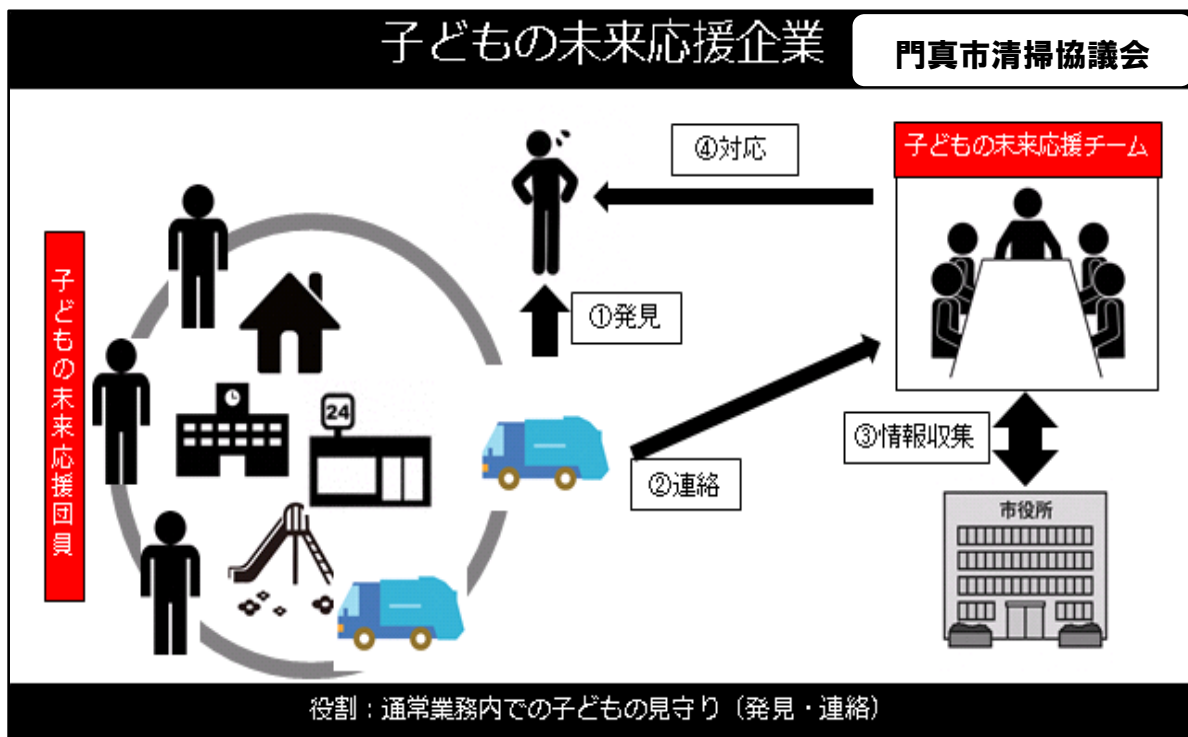 子どもの未来応援企業
門真市清掃協議会
④対応
子どもの未来応援チーム
①発見
子どもの未来応援団員
24
③情報収集
②連絡
市役所
役割：通常業務内での子どもの見守り（発見・連絡）